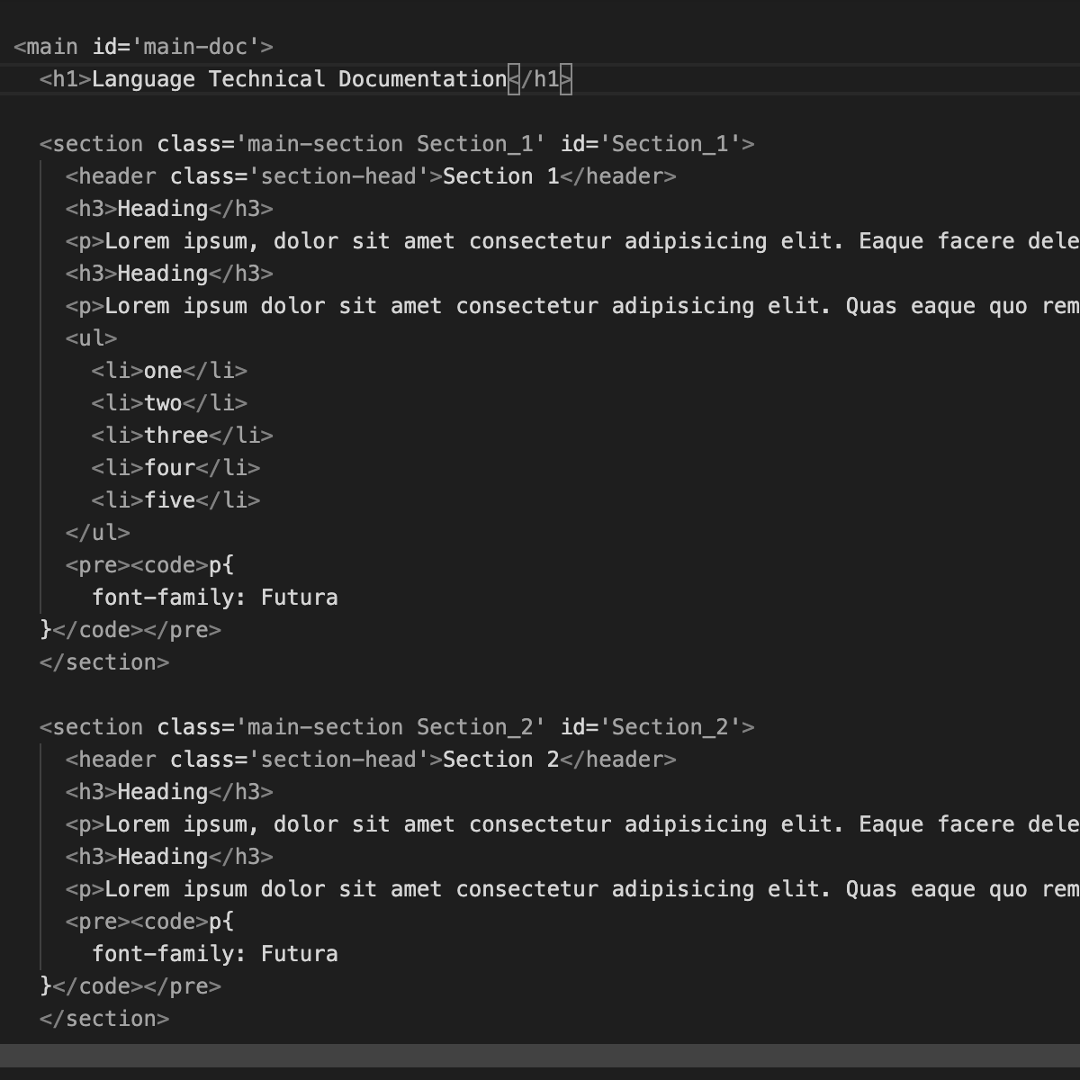 <main id='main-doc'>
<h1>Language Technical Documentation</h1>
<section class='main-section Section_1' id='Section_1'>
<header class='section-head'>Section 1</header>
<h3>Heading</h3>
<p>Lorem ipsum, dolor sit amet consectetur adipisicing elit. Eaque facere dele
<h3>Heading</h3>
<p>Lorem ipsum dolor sit amet consectetur adipisicing elit. Quas eaque quo rem
<ul>
<li>one</li>
<li>two</li>
<li>three</li>
<li>four</li>
<li>five</li>
</ul>
<pre><code>p{
font-family: Futura
}</code></pre>
</section>
<section class='main-section Section_2' id='Section_2'>
<header class='section-head'>Section 2</header>
<h3>Heading</h3>
<p>Lorem ipsum, dolor sit amet consectetur adipisicing elit. Eaque facere dele
<h3>Heading</h3>
<p>Lorem ipsum dolor sit amet consectetur adipisicing elit. Quas eaque quo rem
<pre><code>p{
font-family: Futura
}</code></pre>
</section>